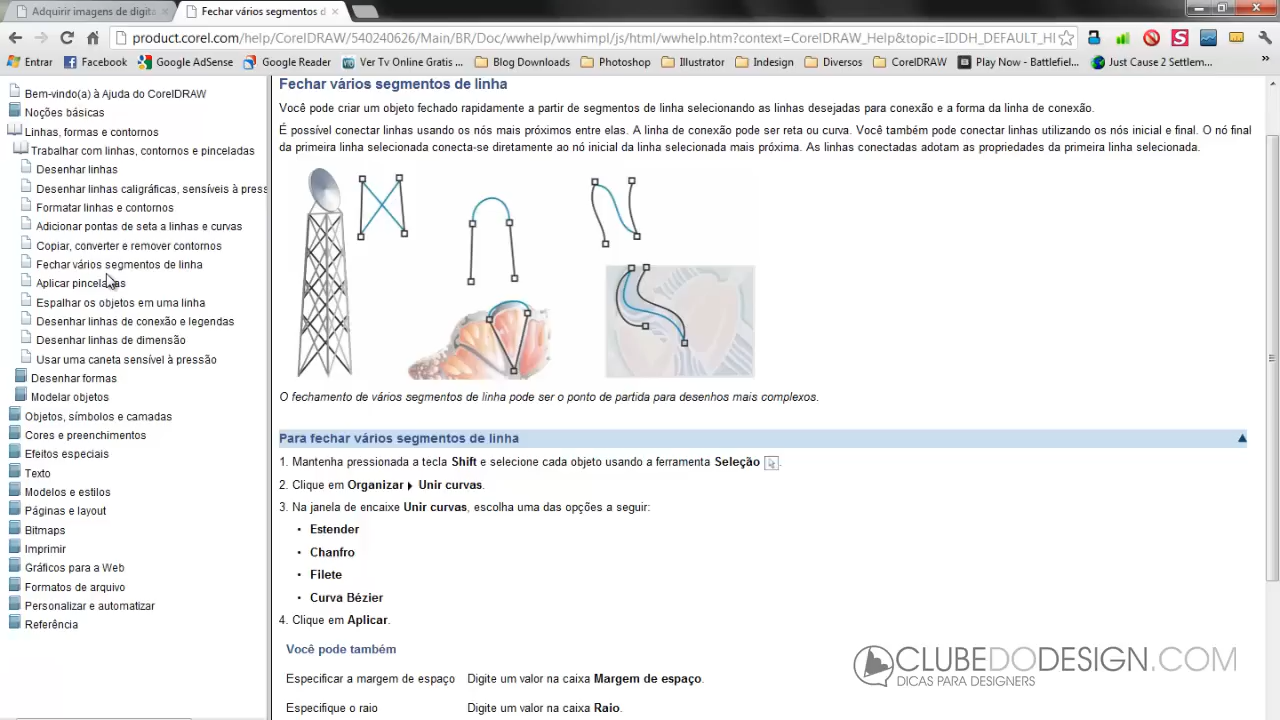 Adquirir imagens de digita
Fechar vários segmentos d
product.corel.com/help/CorelDRAW/540240626/Main/BR/Doc/wwhelp/wwhimpl/js/html/wwhelp.htm?context=CorelDRAW_Help&topic=IDDH_DEFAULT_HI
Entrar
Facebook
Google AdSense
Google Reader
Ver Tv Online Gratis ...
Blog Downloads
Photoshop
Illustrator
Indesign
Diversos
CorelDRAW
Play Now - Battlefiel...
Just Cause 2 Settlem...
Bem-vindo(a) à Ajuda do CorelDRAW
Noções básicas
Linhas, formas e contornos
Trabalhar com linhas, contornos e pinceladas
Desenhar linhas
Desenhar linhas caligráficas, sensíveis à press
Formatar linhas e contornos
Adicionar pontas de seta a linhas e curvas
Copiar, converter e remover contornos
Fechar vários segmentos de linha
Aplicar pinceladas
Espalhar os objetos em uma linha
Desenhar linhas de conexão e legendas
Desenhar linhas de dimensão
Usar uma caneta sensível à pressão
Desenhar formas
Modelar objetos
Objetos, símbolos e camadas
Cores e preenchimentos
Efeitos especiais
Texto
Modelos e estilos
Páginas e layout
Bitmaps
Imprimir
Gráficos para a Web
Formatos de arquivo
Personalizar e automatizar
Referência
Fechar vários segmentos de linha
Você pode criar um objeto fechado rapidamente a partir de segmentos de linha selecionando as linhas desejadas para conexão e a forma da linha de conexão.
É possível conectar linhas usando os nós mais próximos entre elas. A linha de conexão pode ser reta ou curva. Você também pode conectar linhas utilizando os nós inicial e final. O nó final
da primeira linha selecionada conecta-se diretamente ao nó inicial da linha selecionada mais próxima. As linhas conectadas adotam as propriedades da primeira linha selecionada.
O fechamento de vários segmentos de linha pode ser o ponto de partida para desenhos mais complexos.
Para fechar vários segmentos de linha
1. Mantenha pressionada a tecla Shift e selecione cada objeto usando a ferramenta Seleção .
2. Clique em Organizar ▸ Unir curvas.
3. Na janela de encaixe Unir curvas, escolha uma das opções a seguir:
• Estender
• Chanfro
• Filete
• Curva Bézier
4. Clique em Aplicar.
Você pode também
Especificar a margem de espaço Digite um valor na caixa Margem de espaço.
Especifique o raio Digite um valor na caixa Raio.
CLUBEDODESIGN.COM
DICAS PARA DESIGNERS